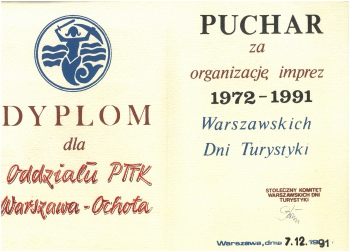 DYPLOM
dla
Oddziału PTTK
Warszawa-Ochota
PUCHAR
za
organizację imprez
1972-1991
Warszawskich
Dni Turystyki
STOŁECZNY KOMITET
WARSZAWSKICH DNI
TURYSTYKI
Warszawa, dnia 7.12.1991.